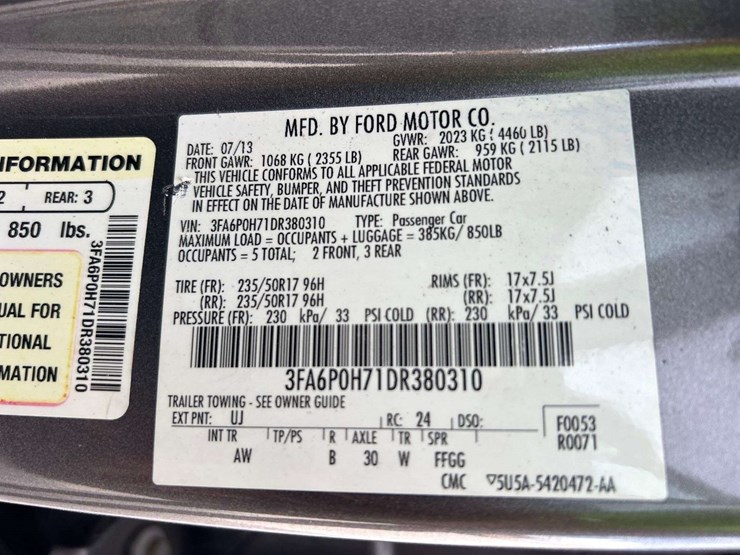 IFORMATION
2 REAR: 3
850 lbs.
OWNERS
UAL FOR
TIONAL
MATION
3FA6P0H71DR380310
MFD. BY FORD MOTOR CO.
DATE: 07/13 GVWR: 2023 KG ( 4460 LB)
FRONT GAWR: 1068 KG ( 2355 LB) REAR GAWR: 959 KG ( 2115 LB)
THIS VEHICLE CONFORMS TO ALL APPLICABLE FEDERAL MOTOR
VEHICLE SAFETY, BUMPER, AND THEFT PREVENTION STANDARDS
IN EFFECT ON THE DATE OF MANUFACTURE SHOWN ABOVE.
VIN: 3FA6P0H71DR380310 TYPE: Passenger Car
MAXIMUM LOAD = OCCUPANTS + LUGGAGE = 385KG/ 850LB
OCCUPANTS = 5 TOTAL; 2 FRONT, 3 REAR
TIRE (FR): 235/50R17 96H RIMS (FR): 17x7.5J
(RR): 235/50R17 96H (RR): 17x7.5J
PRESSURE (FR): 230 kPa/ 33 PSI COLD (RR): 230 kPa/ 33 PSI COLD
3FA6P0H71DR380310
TRAILER TOWING - SEE OWNER GUIDE
EXT PNT: UJ RC: 24 DSO: F0053
R0071
INT TR TP/PS R AXLE TR SPR
AW B 30 W FFGG
CMC 5U5A-5420472-AA